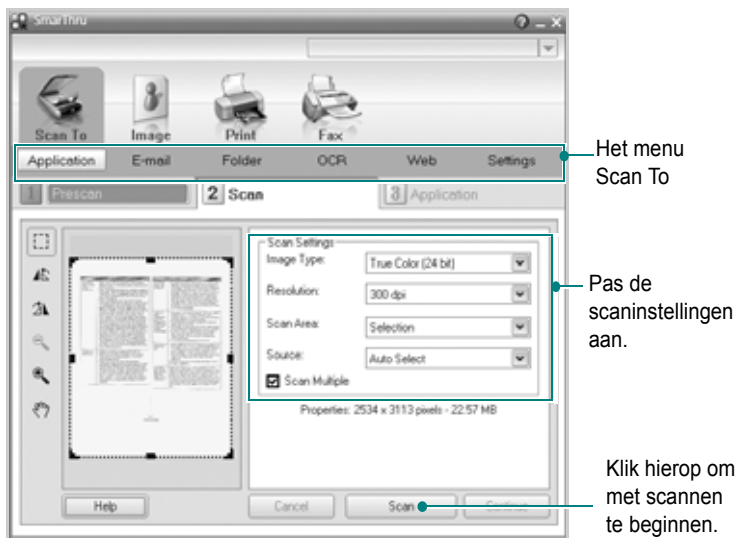 SmarThru
Scan To Image Print Fax
Application E-mail Folder OCR Web Settings
1 Prescan 2 Scan 3 Application
Scan Settings
Image Type: True Color (24 bit)
Resolution: 300 dpi
Scan Area: Selection
Source: Auto Select
Scan Multiple
Properties: 2534 x 3113 pixels - 22.57 MB
Help Cancel Scan Continue
Het menu
Scan To
Pas de
scaninstellingen
aan.
Klik hierop om
met scannen
te beginnen.